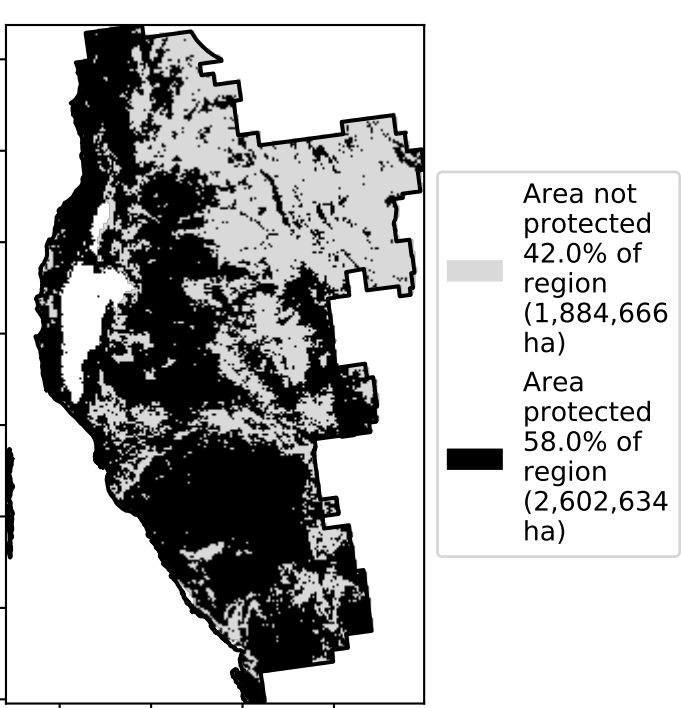 Area not
protected
42.0% of
region
(1,884,666
ha)
Area
protected
58.0% of
region
(2,602,634
ha)